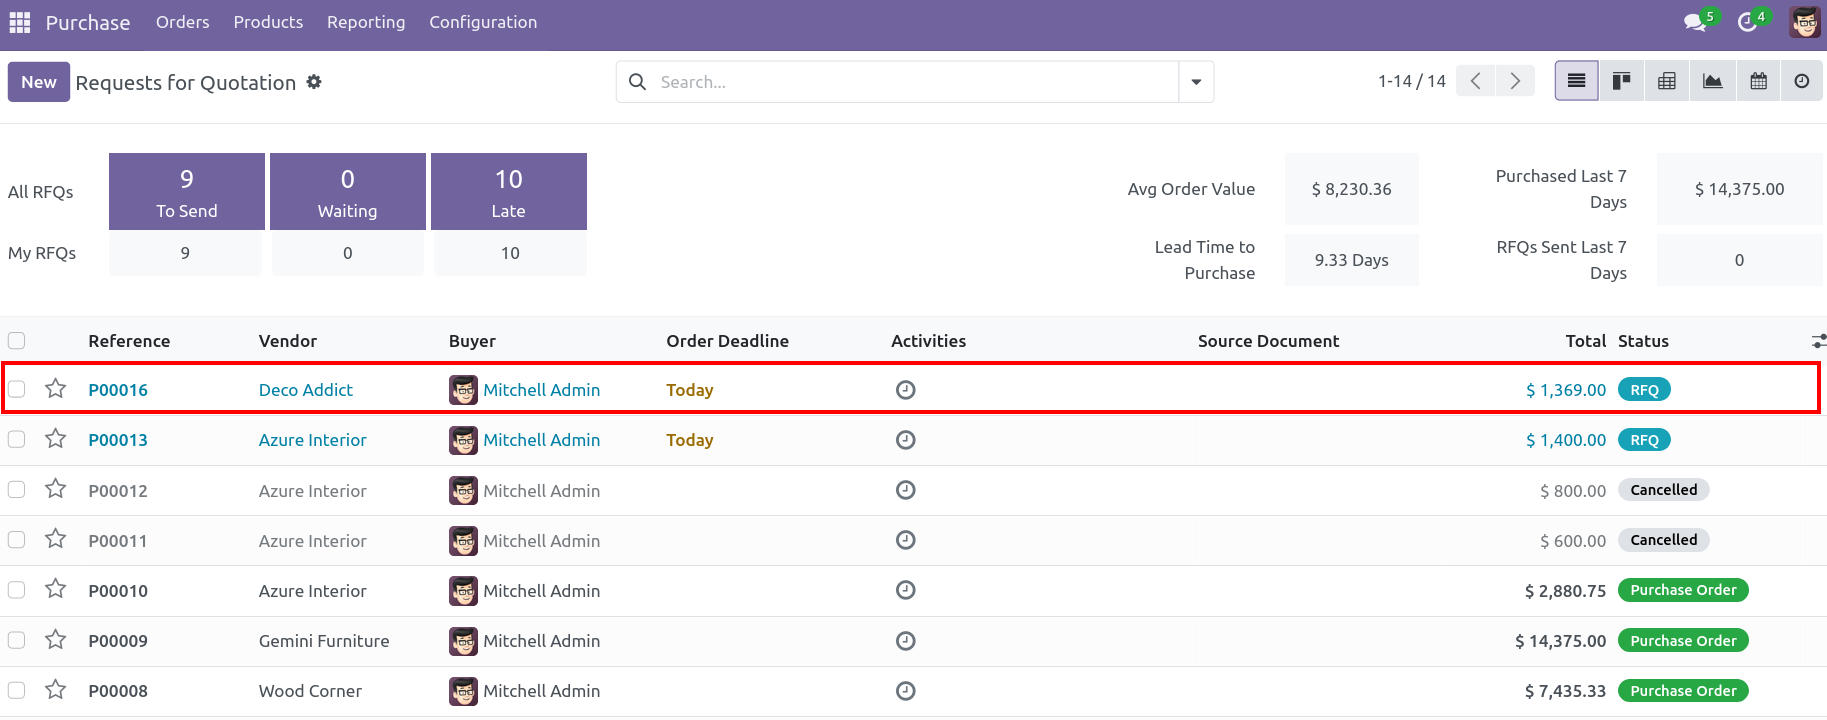 Purchase Orders Products Reporting Configuration 5 4
New Requests for Quotation Search... 1-14 / 14
All RFQs 9 To Send 0 Waiting 10 Late
My RFQs 9 0 10
Avg Order Value $ 8,230.36 Purchased Last 7 Days $ 14,375.00
Lead Time to Purchase 9.33 Days RFQs Sent Last 7 Days 0
Reference Vendor Buyer Order Deadline Activities Source Document Total Status
P00016 Deco Addict Mitchell Admin Today $ 1,369.00 RFQ
P00013 Azure Interior Mitchell Admin Today $ 1,400.00 RFQ
P00012 Azure Interior Mitchell Admin $ 800.00 Cancelled
P00011 Azure Interior Mitchell Admin $ 600.00 Cancelled
P00010 Azure Interior Mitchell Admin $ 2,880.75 Purchase Order
P00009 Gemini Furniture Mitchell Admin $ 14,375.00 Purchase Order
P00008 Wood Corner Mitchell Admin $ 7,435.33 Purchase Order